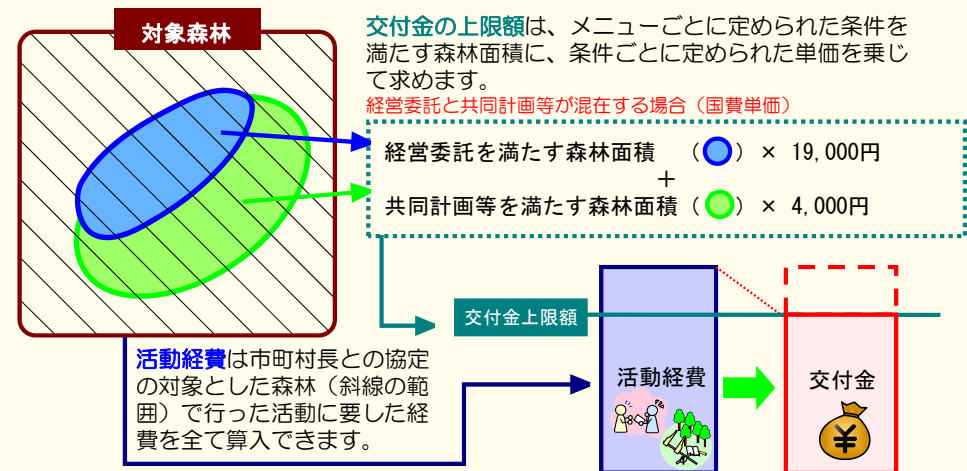 対象森林
交付金の上限額は、メニューごとに定められた条件を
満たす森林面積に、条件ごとに定められた単価を乗じ
て求めます。
経営委託と共同計画等が混在する場合（国費単価）
経営委託を満たす森林面積　（　）× 19,000円
＋
共同計画等を満たす森林面積（　）× 4,000円
交付金上限額
活動経費は市町村長との協定
の対象とした森林（斜線の範
囲）で行った活動に要した経
費を全て算入できます。
活動経費
交付金
¥